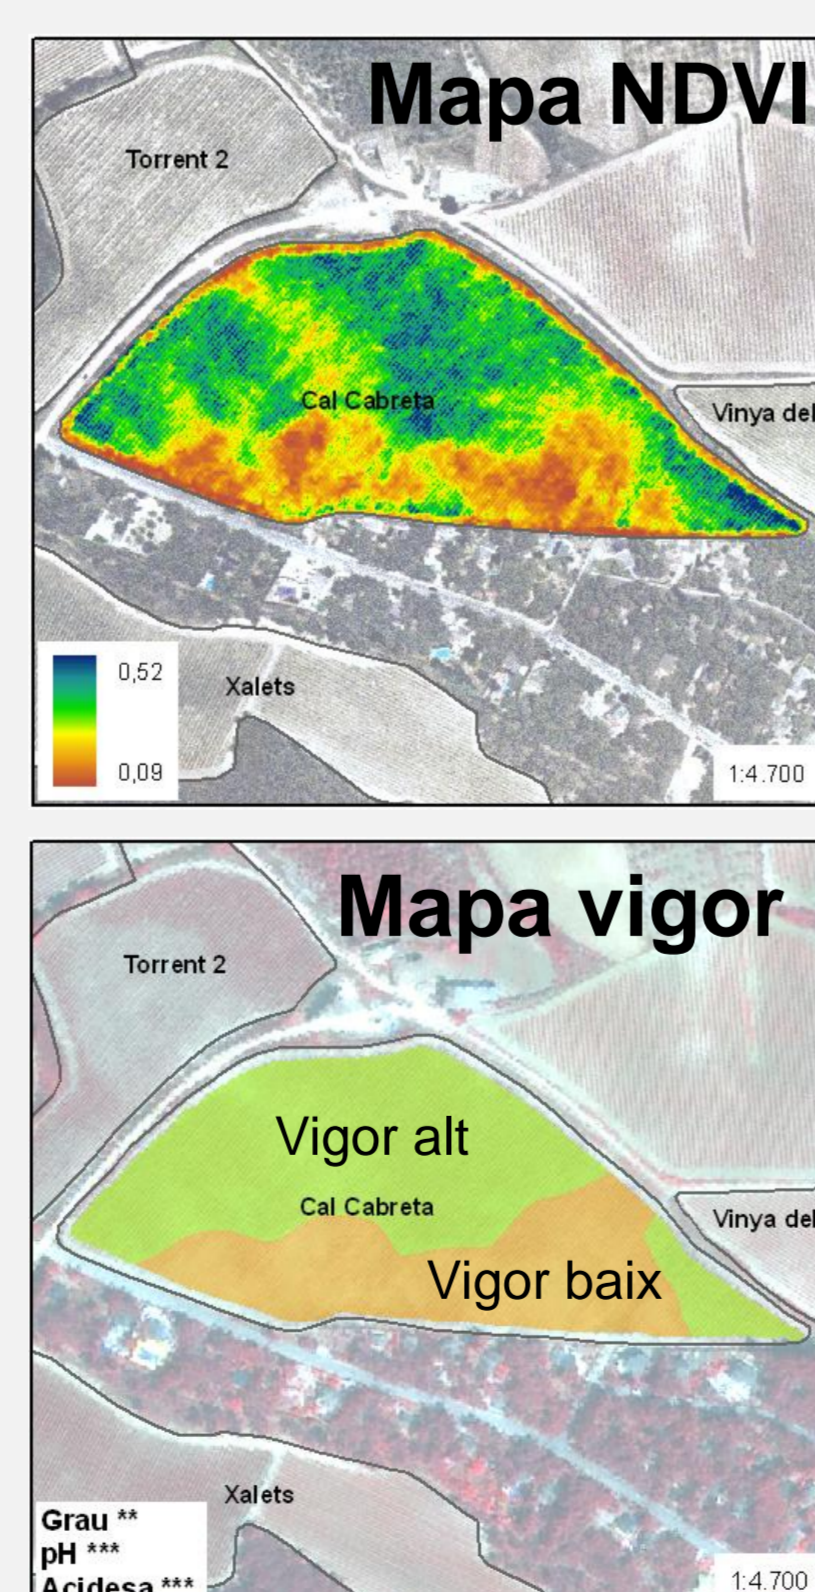 Mapa NDVI
Torrent 2
Cal Cabreta
Vinya del
0,52
Xalets
0,09
1:4.700
Mapa vigor
Torrent 2
Vigor alt
Cal Cabreta
Vinya del
Vigor baix
Xalets
Grau **
pH ***
1:4.700
Acidesa ***